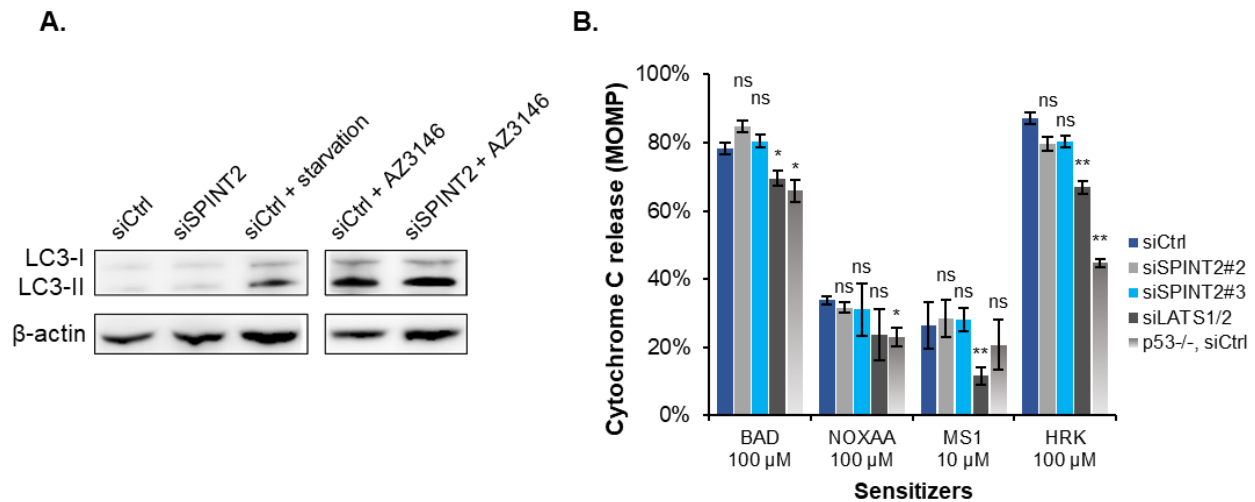 A.
siCtrl
siSPINT2
siCtrl + starvation
siCtrl + AZ3146
siSPINT2 + AZ3146
LC3-I
LC3-II
β-actin
B.
Cytochrome C release (MOMP)
100%
80%
60%
40%
20%
0%
ns
ns
*
*
ns
ns
ns
*
ns
ns
**
ns
ns
ns
**
**
BAD
100 µM
NOXAA
100 µM
MS1
10 µM
HRK
100 µM
Sensitizers
siCtrl
siSPINT2#2
siSPINT2#3
siLATS1/2
p53-/-, siCtrl